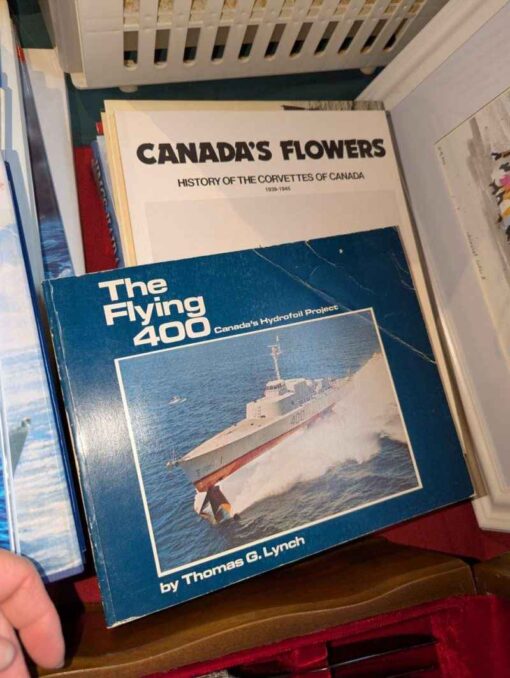 CANADA'S FLOWERS
HISTORY OF THE CORVETTES OF CANADA
1939-1945
The
Flying
400
Canada's Hydrofoil Project
400
by Thomas G. Lynch